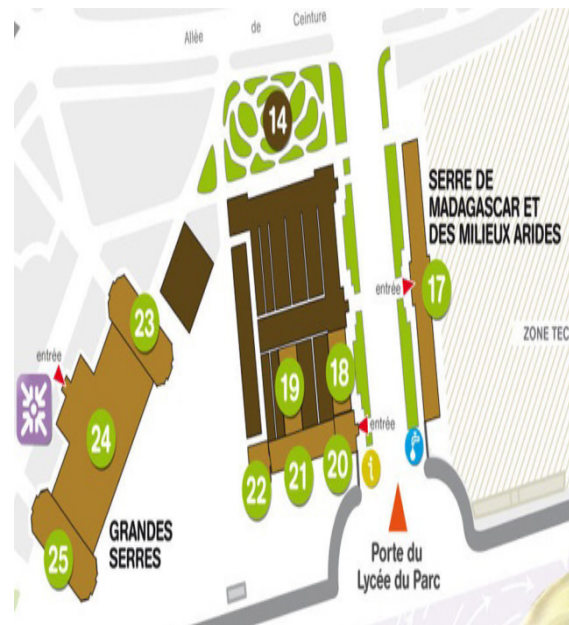 Allée de Ceinture
14
SERRE DE
MADAGASCAR ET
DES MILIEUX ARIDES
entrée
17
23
entrée
ZONE TEC
19
18
24
entrée
22
21
20
i
25
GRANDES
SERRES
Porte du
Lycée du Parc